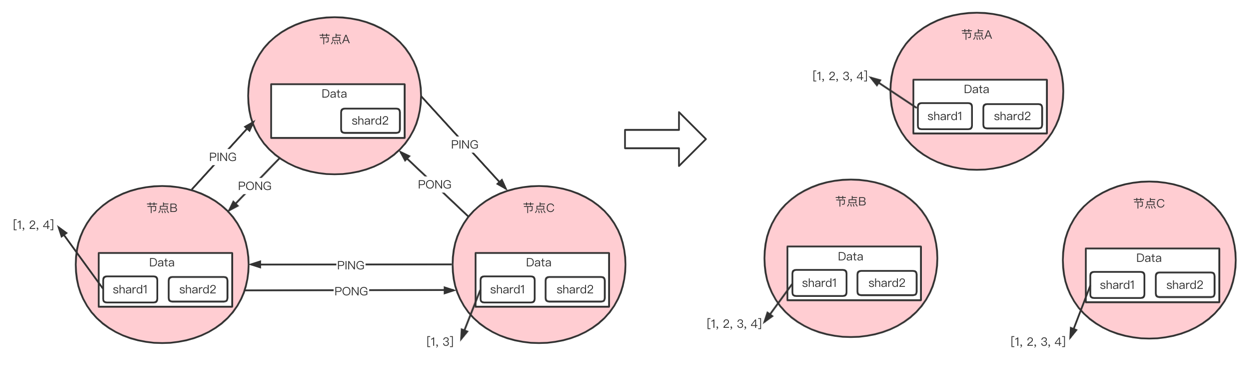 节点A
Data
shard2
PING
PONG
PING
PONG
节点B
Data
shard1
shard2
[1, 2, 4]
PING
PONG
节点C
Data
shard1
shard2
[1, 3]
节点A
Data
shard1
shard2
[1, 2, 3, 4]
节点B
Data
shard1
shard2
[1, 2, 3, 4]
节点C
Data
shard1
shard2
[1, 2, 3, 4]